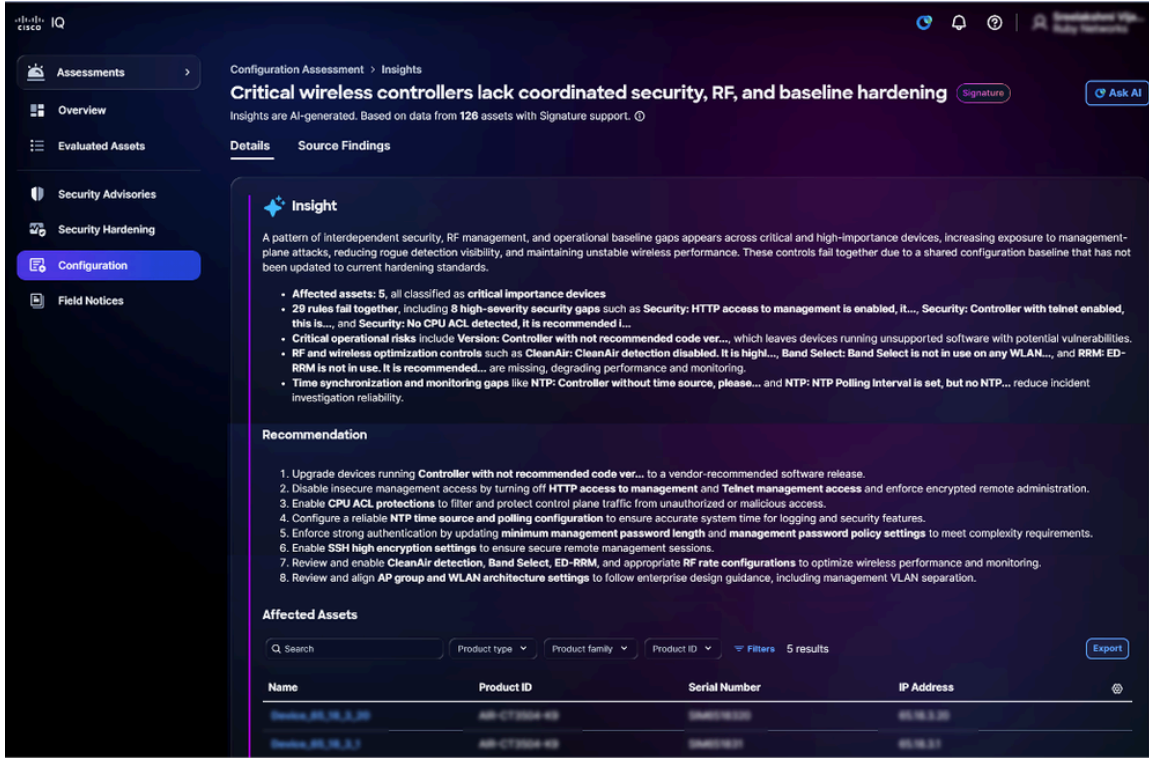 CISCO IQ
Assessments
Overview
Evaluated Assets
Security Advisories
Security Hardening
Configuration
Field Notices
Configuration Assessment > Insights
Critical wireless controllers lack coordinated security, RF, and baseline hardening Signature
Ask AI
Insights are AI-generated. Based on data from 126 assets with Signature support.
Details Source Findings
Insight
A pattern of interdependent security, RF management, and operational baseline gaps appears across critical and high-importance devices, increasing exposure to management-
plane attacks, reducing rogue detection visibility, and maintaining unstable wireless performance. These controls fail together due to a shared configuration baseline that has not
been updated to current hardening standards.
• Affected assets: 5, all classified as critical importance devices
• 29 rules fail together, including 8 high-severity security gaps such as Security: HTTP access to management is enabled, it..., Security: Controller with telnet enabled,
this is..., and Security: No CPU ACL detected, it is recommended i...
• Critical operational risks include Version: Controller with not recommended code ver..., which leaves devices running unsupported software with potential vulnerabilities.
• RF and wireless optimization controls such as CleanAir: CleanAir detection disabled. It is highl..., Band Select: Band Select is not in use on any WLAN..., and RRM: ED-
RRM is not in use. It is recommended... are missing, degrading performance and monitoring.
• Time synchronization and monitoring gaps like NTP: Controller without time source, please... and NTP: NTP Polling Interval is set, but no NTP... reduce incident
investigation reliability.
Recommendation
1. Upgrade devices running Controller with not recommended code ver... to a vendor-recommended software release.
2. Disable insecure management access by turning off HTTP access to management and Telnet management access and enforce encrypted remote administration.
3. Enable CPU ACL protections to filter and protect control plane traffic from unauthorized or malicious access.
4. Configure a reliable NTP time source and polling configuration to ensure accurate system time for logging and security features.
5. Enforce strong authentication by updating minimum management password length and management password policy settings to meet complexity requirements.
6. Enable SSH high encryption settings to ensure secure remote management sessions.
7. Review and enable CleanAir detection, Band Select, ED-RRM, and appropriate RF rate configurations to optimize wireless performance and monitoring.
8. Review and align AP group and WLAN architecture settings to follow enterprise design guidance, including management VLAN separation.
Affected Assets
Search Product type Product family Product ID Filters 5 results Export
Name Product ID Serial Number IP Address